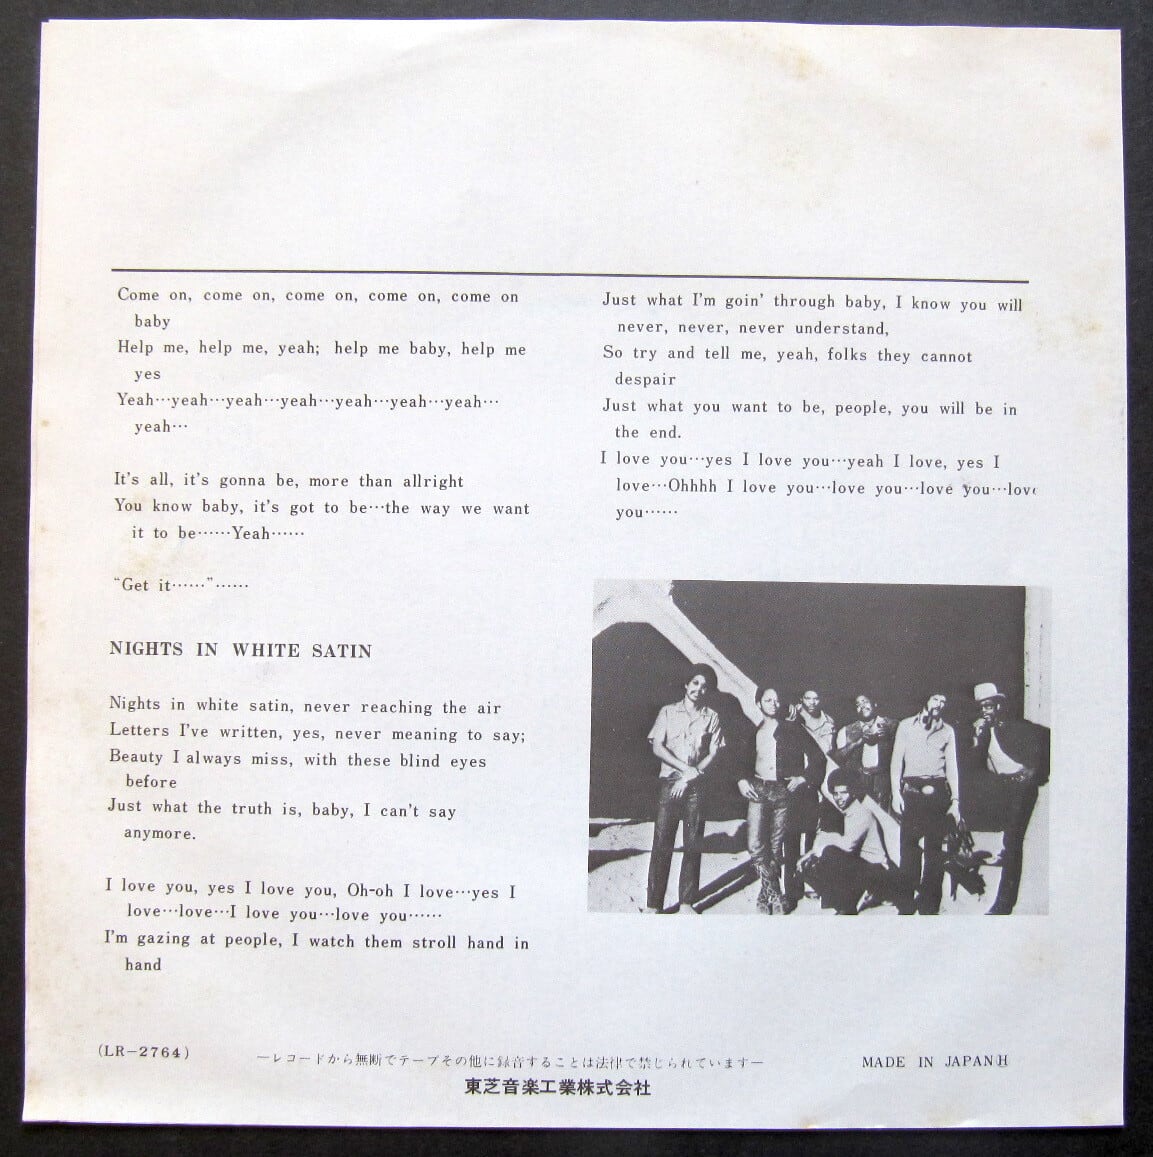 Come on, come on, come on, come on, come on
baby
Help me, help me, yeah; help me baby, help me
yes
Yeah…yeah…yeah…yeah…yeah…yeah…yeah…
yeah…
It's all, it's gonna be, more than allright
You know baby, it's got to be…the way we want
it to be……Yeah……
“Get it……”……
NIGHTS IN WHITE SATIN
Nights in white satin, never reaching the air
Letters I've written, yes, never meaning to say;
Beauty I always miss, with these blind eyes
before
Just what the truth is, baby, I can't say
anymore.
I love you, yes I love you, Oh-oh I love…yes I
love…love…I love you…love you……
I'm gazing at people, I watch them stroll hand in
hand
Just what I'm goin' through baby, I know you will
never, never, never understand,
So try and tell me, yeah, folks they cannot
despair
Just what you want to be, people, you will be in
the end.
I love you…yes I love you…yeah I love, yes I
love…Ohhhh I love you…love you…love you…love
you……
(LR-2764)
—レコードから無断でテープその他に録音することは法律で禁じられています—
MADE IN JAPAN Ⓗ
東芝音楽工業株式会社